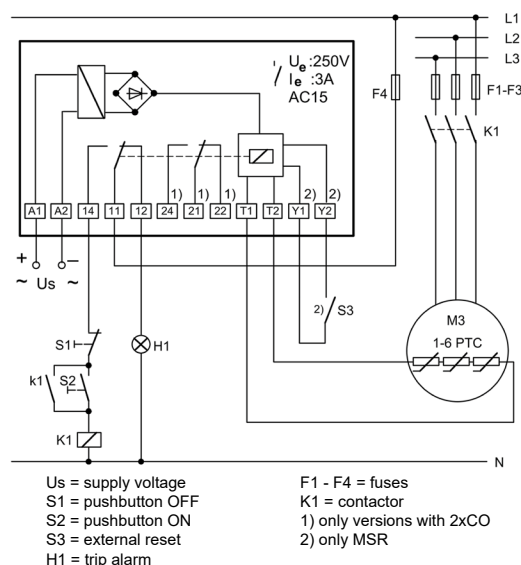 L1
L2
L3
Ue :250V
Ie :3A
AC15
F4
F1-F3
K1
1) 1) 1) 2) 2)
A1 A2 14 11 12 24 21 22 T1 T2 Y1 Y2
+ –
~ Us ~
2) S3
M3
1-6 PTC
S1
H1
k1 S2
K1
N
Us = supply voltage
S1 = pushbutton OFF
S2 = pushbutton ON
S3 = external reset
H1 = trip alarm
F1 - F4 = fuses
K1 = contactor
1) only versions with 2xCO
2) only MSR